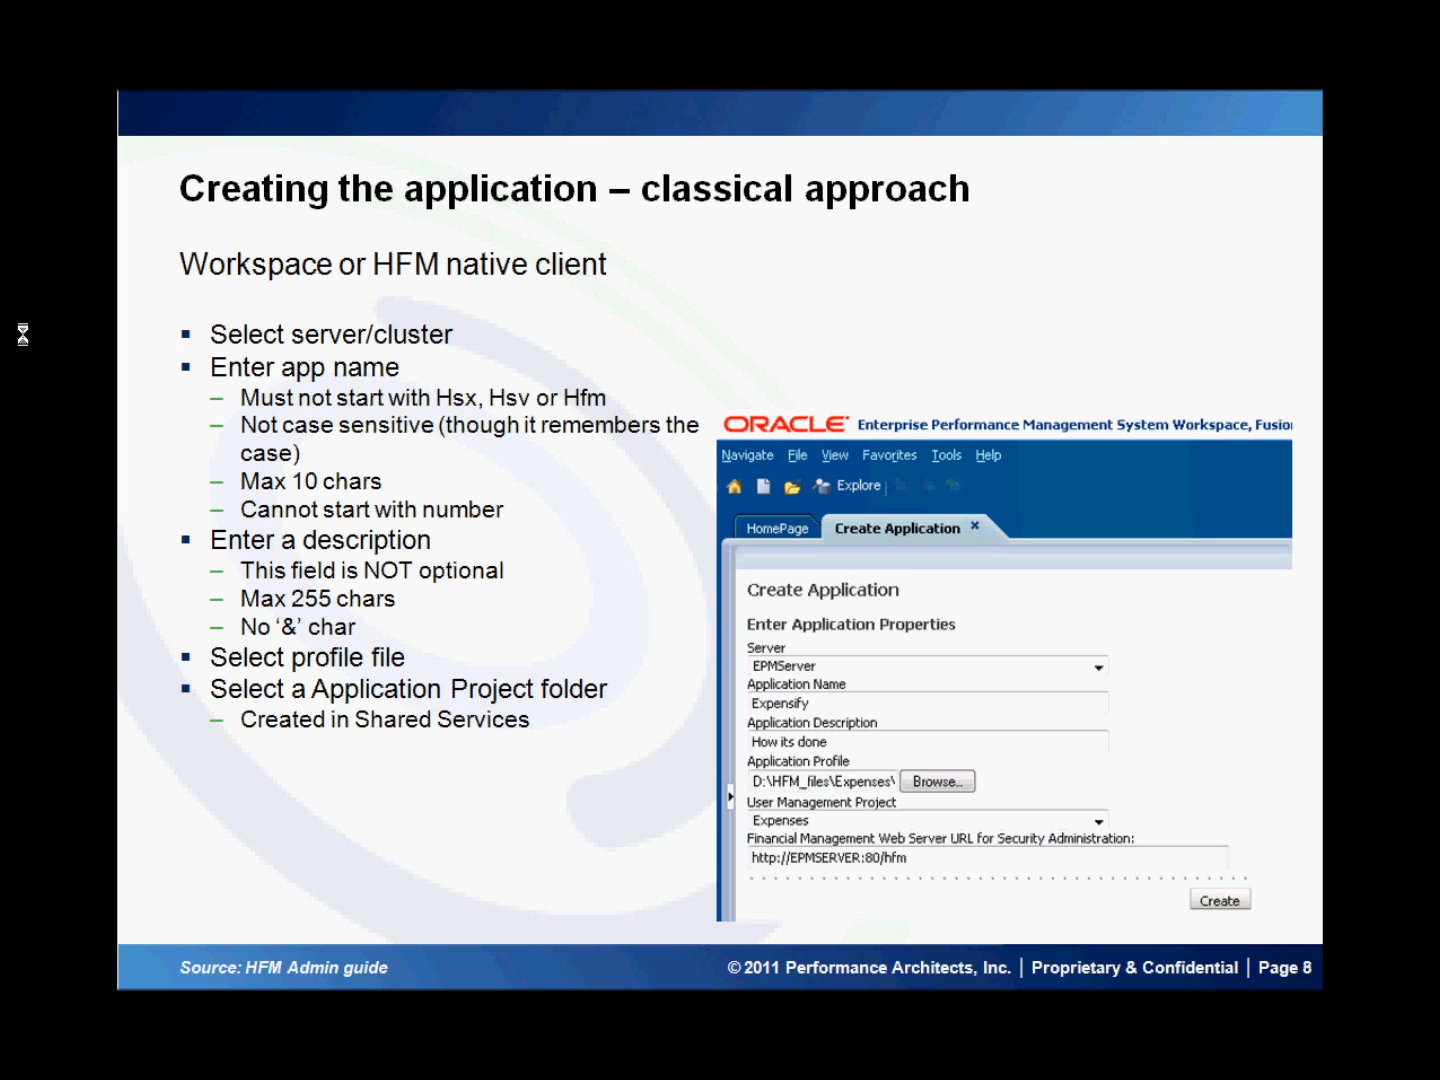 Creating the application – classical approach
Workspace or HFM native client
▪ Select server/cluster
▪ Enter app name
– Must not start with Hsx, Hsv or Hfm
– Not case sensitive (though it remembers the
case)
– Max 10 chars
– Cannot start with number
▪ Enter a description
– This field is NOT optional
– Max 255 chars
– No ‘&’ char
▪ Select profile file
▪ Select a Application Project folder
– Created in Shared Services
ORACLE Enterprise Performance Management System Workspace, Fusio
Navigate File View Favorites Tools Help
Explore
HomePage Create Application ×
Create Application
Enter Application Properties
Server
EPMServer
Application Name
Expensify
Application Description
How its done
Application Profile
D:\HFM_files\Expenses\ Browse...
User Management Project
Expenses
Financial Management Web Server URL for Security Administration:
http://EPMSERVER:80/hfm
Create
Source: HFM Admin guide
© 2011 Performance Architects, Inc. | Proprietary & Confidential | Page 8